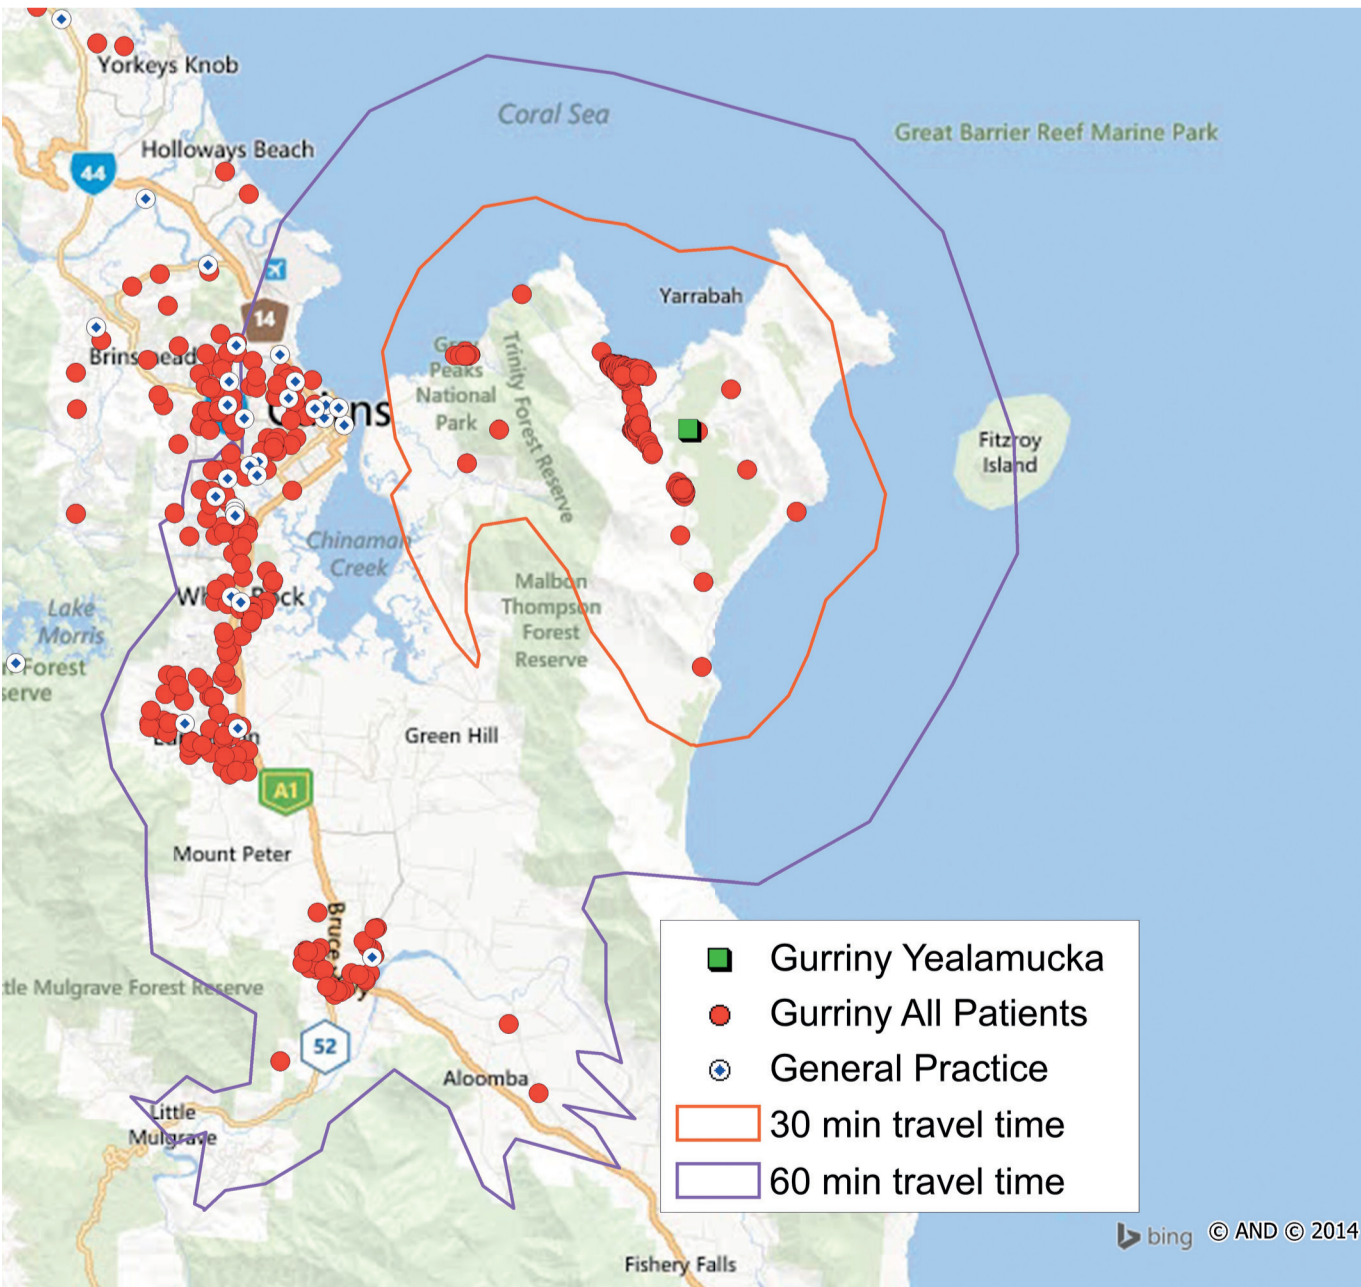 Yorkeys Knob
Coral Sea
Great Barrier Reef Marine Park
Holloways Beach
44
14
Yarrabah
Peaks
National
Park
Trinity Forest Reserve
Fitzroy
Island
Chinaman
Creek
Malbon
Thompson
Forest
Reserve
Lake
Morris
Forest
serve
Green Hill
A1
Mount Peter
Bruce
tle Mulgrave Forest Reserve
52
Aloomba
Little
Mulgrave
Fishery Falls
Gurriny Yealamucka
Gurriny All Patients
General Practice
30 min travel time
60 min travel time
bing © AND © 2014